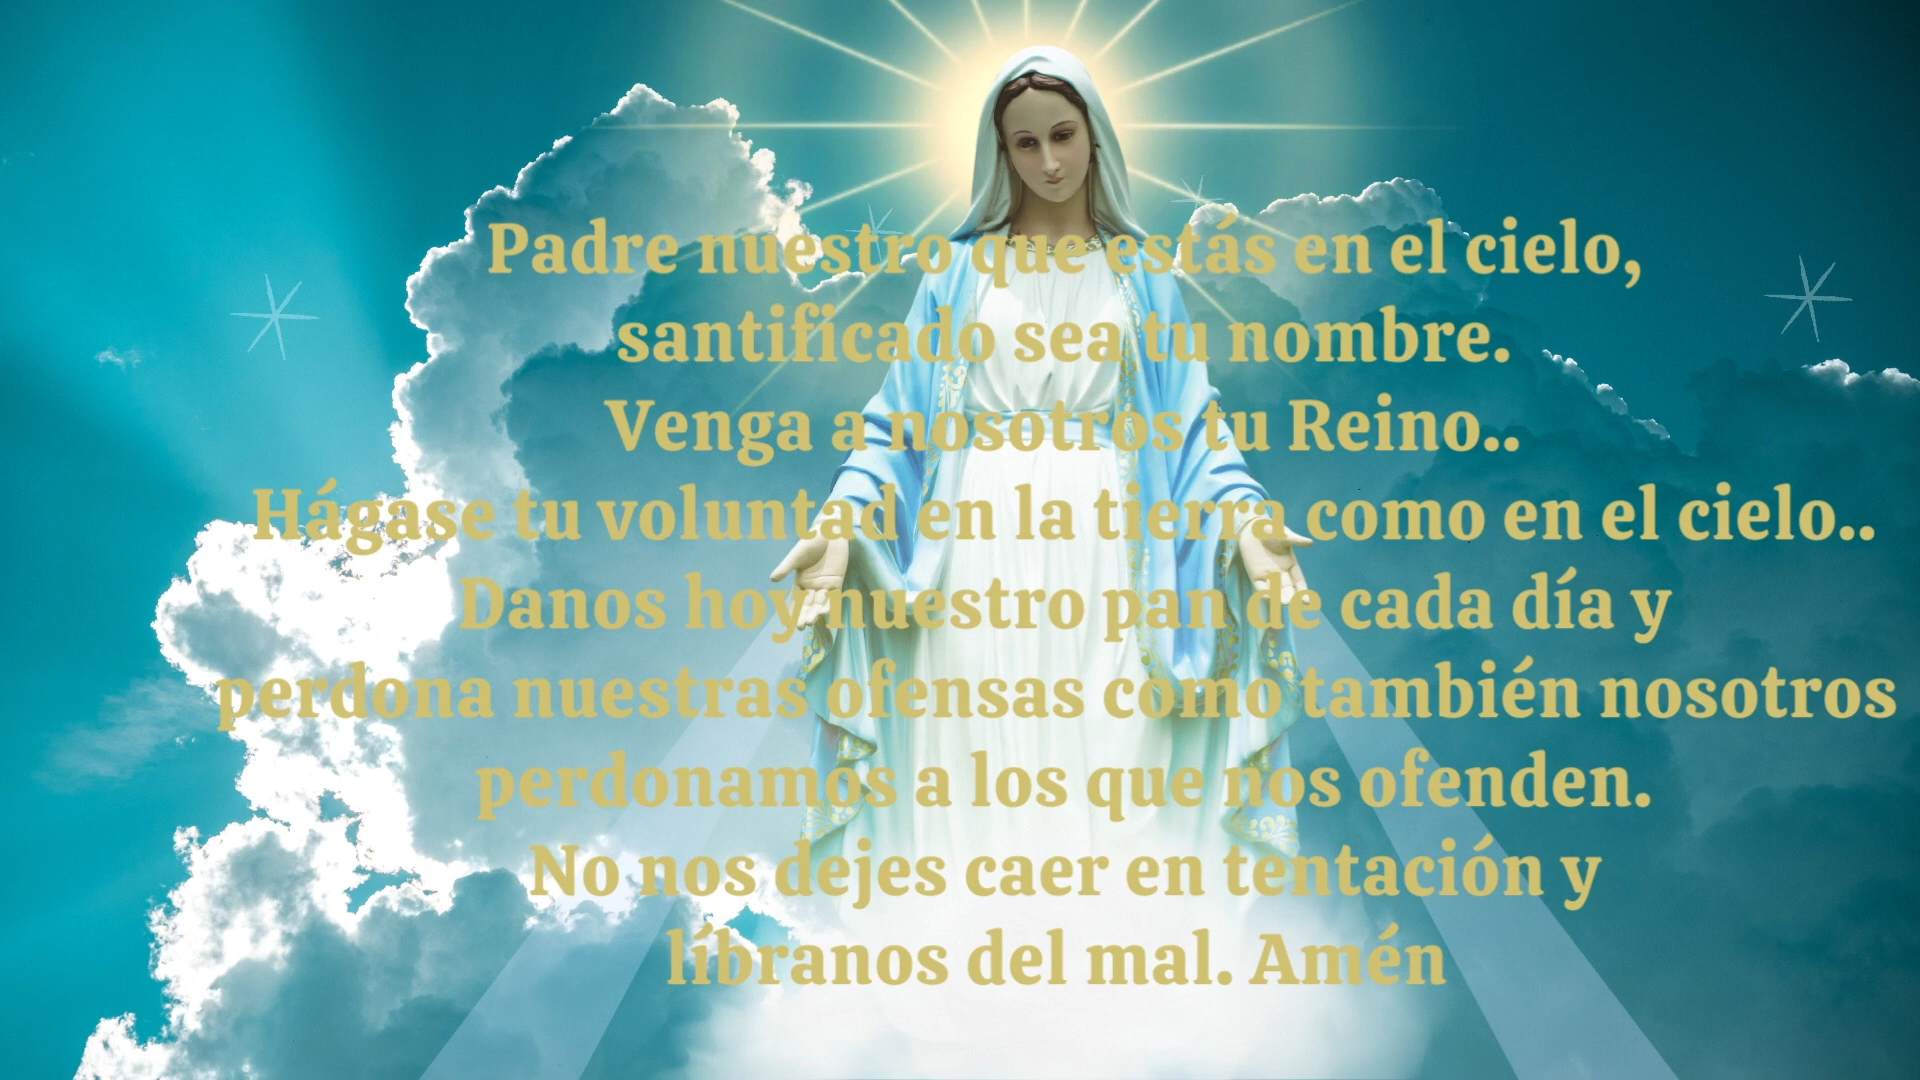 Padre nuestro que estás en el cielo,
santificado sea tu nombre.
Venga a nosotros tu Reino..
Hágase tu voluntad en la tierra como en el cielo..
Danos hoy nuestro pan de cada día y
perdona nuestras ofensas como también nosotros
perdonamos a los que nos ofenden.
No nos dejes caer en tentación y
líbranos del mal. Amén